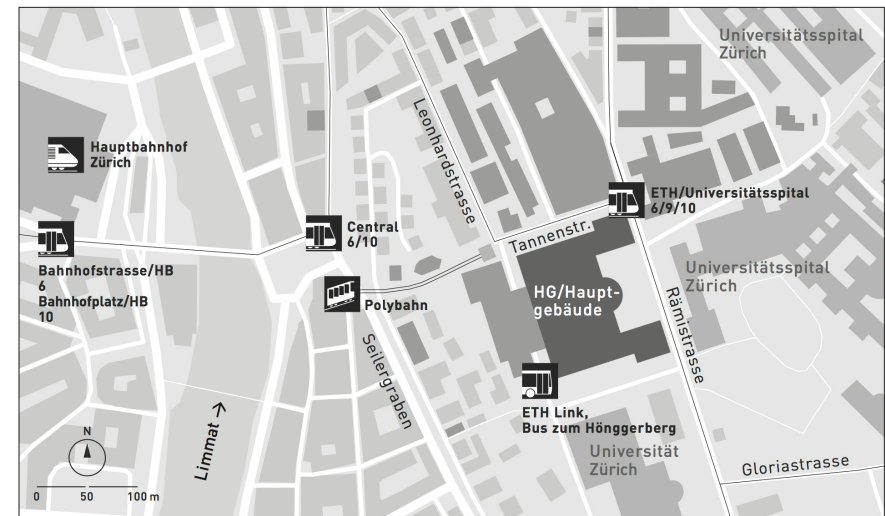 Universitätsspital
Zürich
Hauptbahnhof
Zürich
Leonhardstrasse
ETH/Universitätsspital
6/9/10
Central
6/10
Tannenstr.
Bahnhofstrasse/HB
6
Bahnhofplatz/HB
10
Universitätsspital
Zürich
HG/Haupt-
gebäude
Polybahn
Rämistrasse
Seilergraben
ETH Link,
Bus zum Hönggerberg
Limmat →
Universität
Zürich
Gloriastrasse
N
0 50 100 m